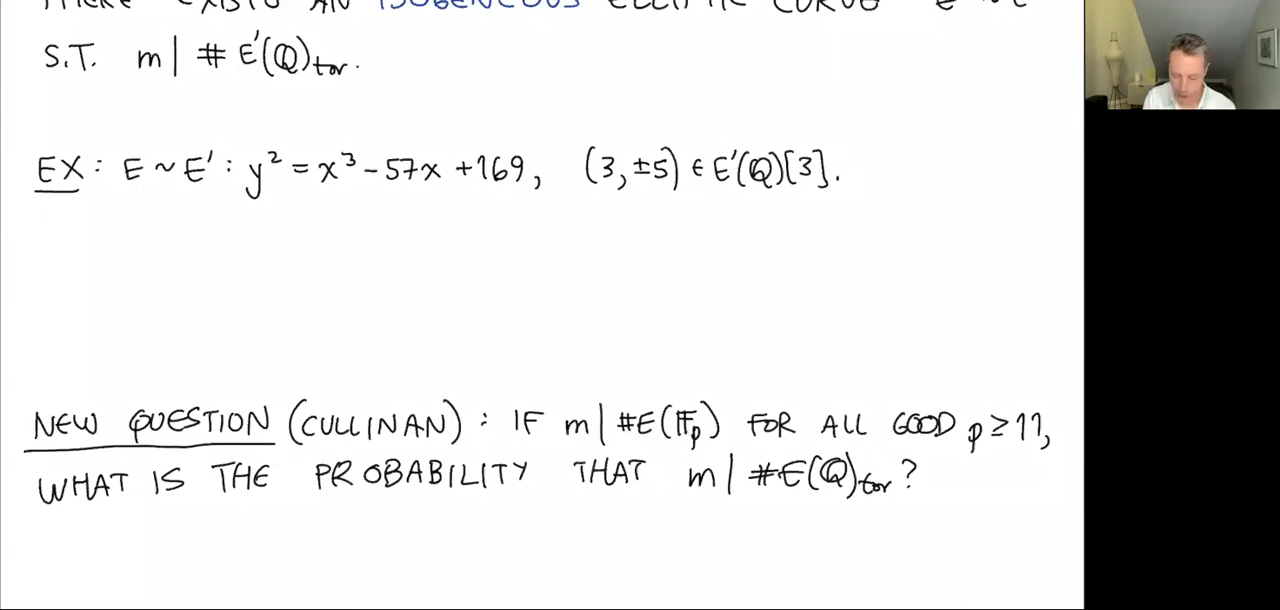 S.T. m | # E'(Q)tor.
EX : E ~ E' : y² = x³ - 57x + 169, (3, ±5) ∈ E'(Q)[3].
NEW QUESTION (CULLINAN) : IF m | #E(𝔽p) FOR ALL GOOD p ≥ 11,
WHAT IS THE PROBABILITY THAT m | #E(Q)tor ?